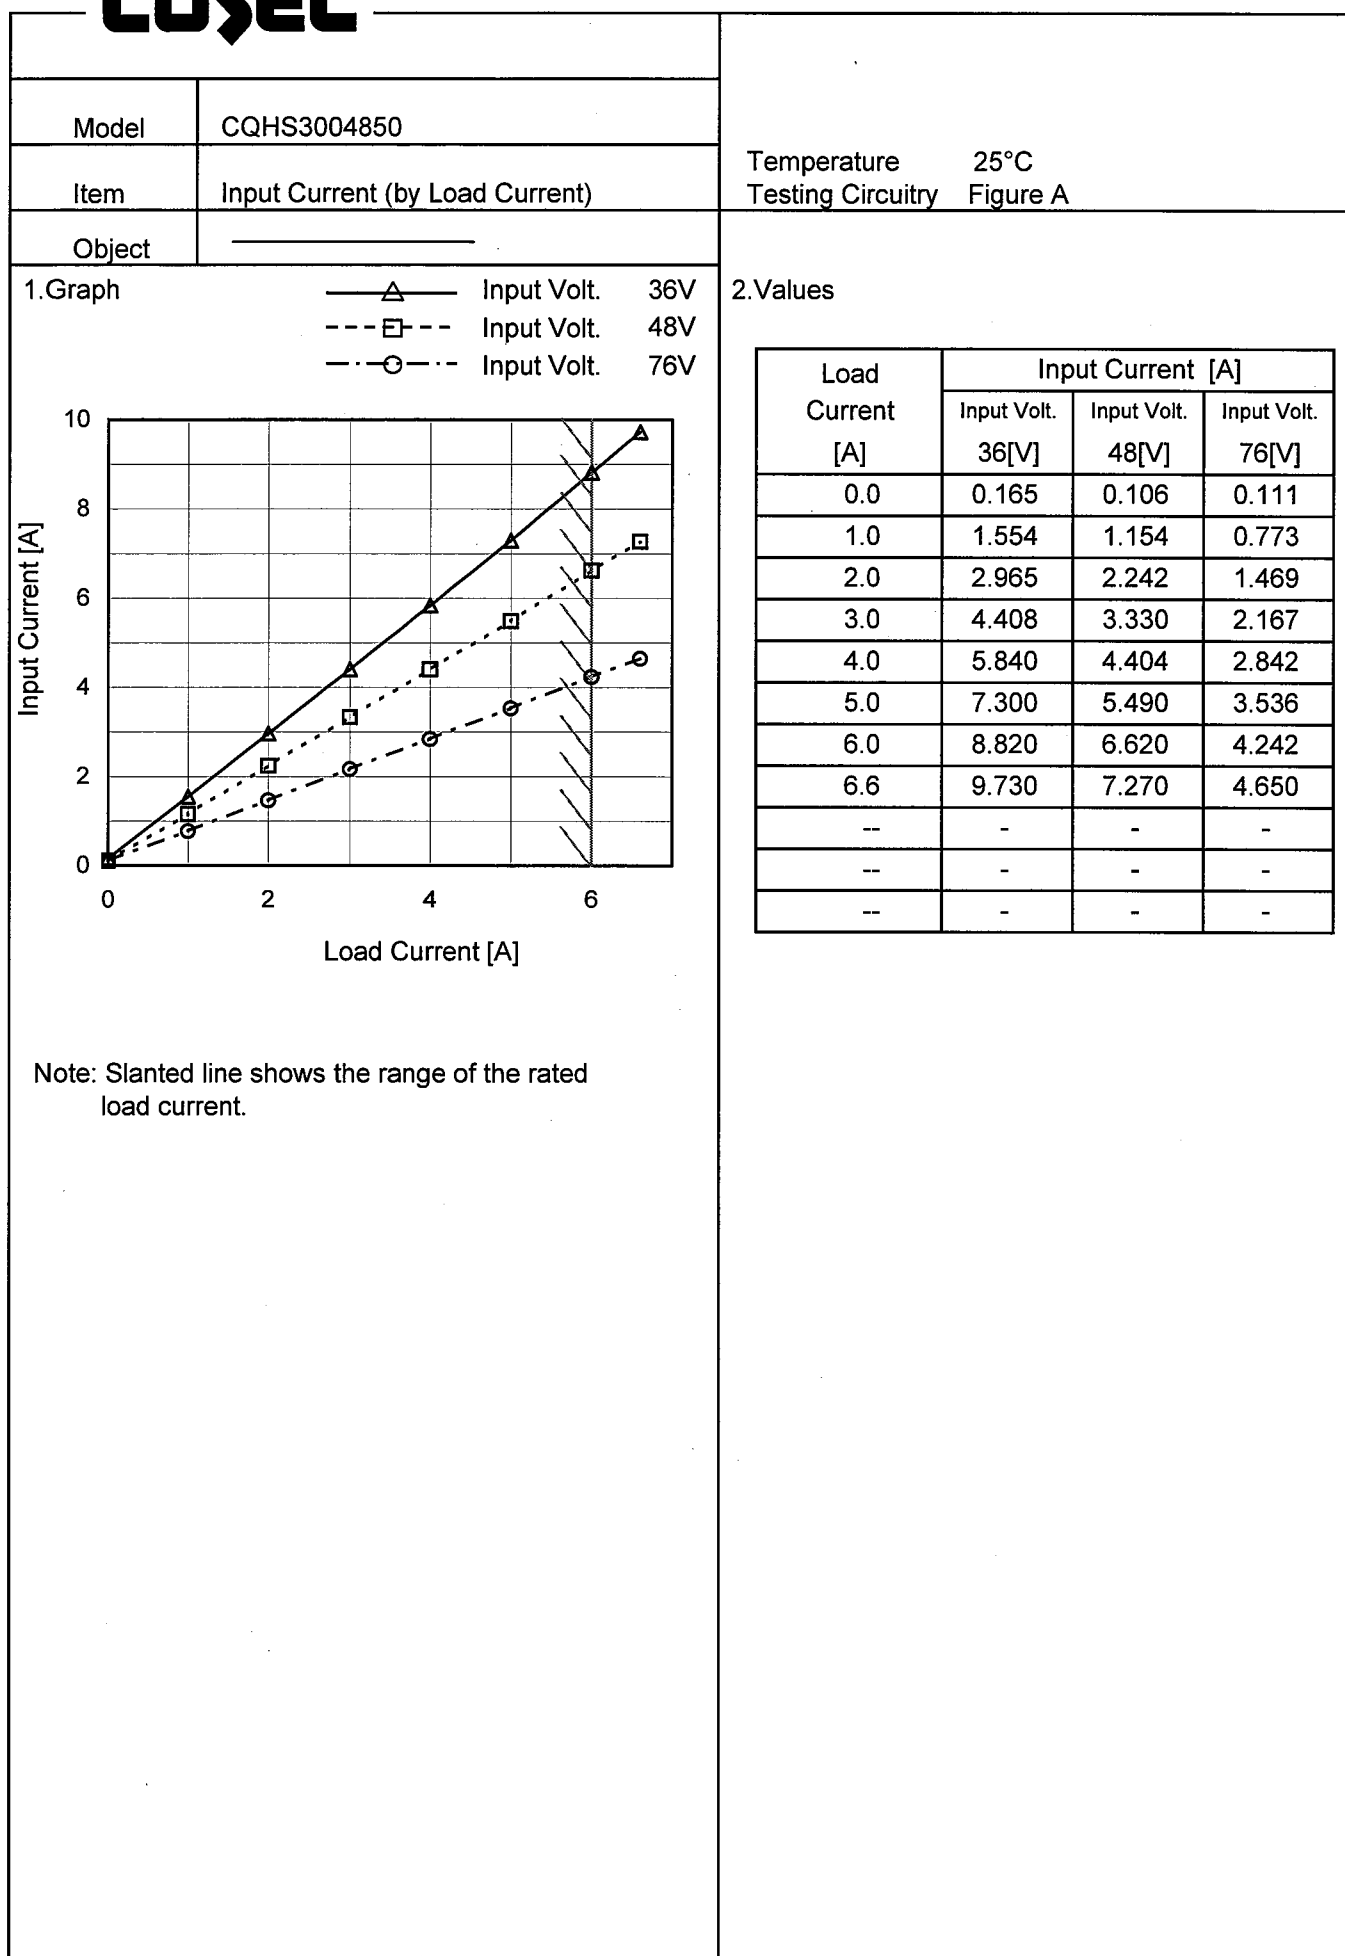 COSEL
Model CQHS3004850
Item Input Current (by Load Current)
Object
Temperature 25°C
Testing Circuitry Figure A
1.Graph
Input Volt. 36V
Input Volt. 48V
Input Volt. 76V
10
8
6
4
2
0
Input Current [A]
0 2 4 6
Load Current [A]
Note: Slanted line shows the range of the rated
load current.
2.Values
Load Input Current [A]
Current Input Volt. Input Volt. Input Volt.
[A] 36[V] 48[V] 76[V]
0.0 0.165 0.106 0.111
1.0 1.554 1.154 0.773
2.0 2.965 2.242 1.469
3.0 4.408 3.330 2.167
4.0 5.840 4.404 2.842
5.0 7.300 5.490 3.536
6.0 8.820 6.620 4.242
6.6 9.730 7.270 4.650
-- - - -
-- - - -
-- - - -